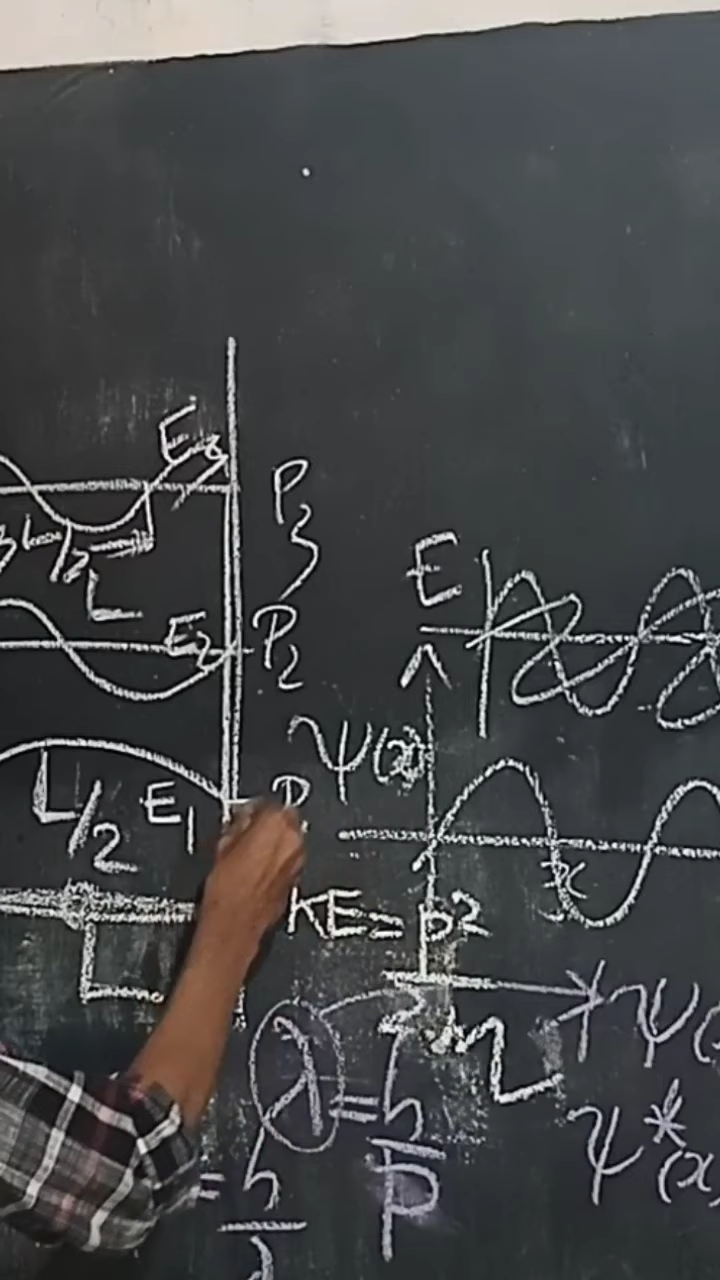 E₃
P₃
L
E
E₂
P₂
ψ(x)
L/2
E₁
P
x
KE = p²
2m
L
ψ(
λ = h
P
ψ*(x
= h
λ